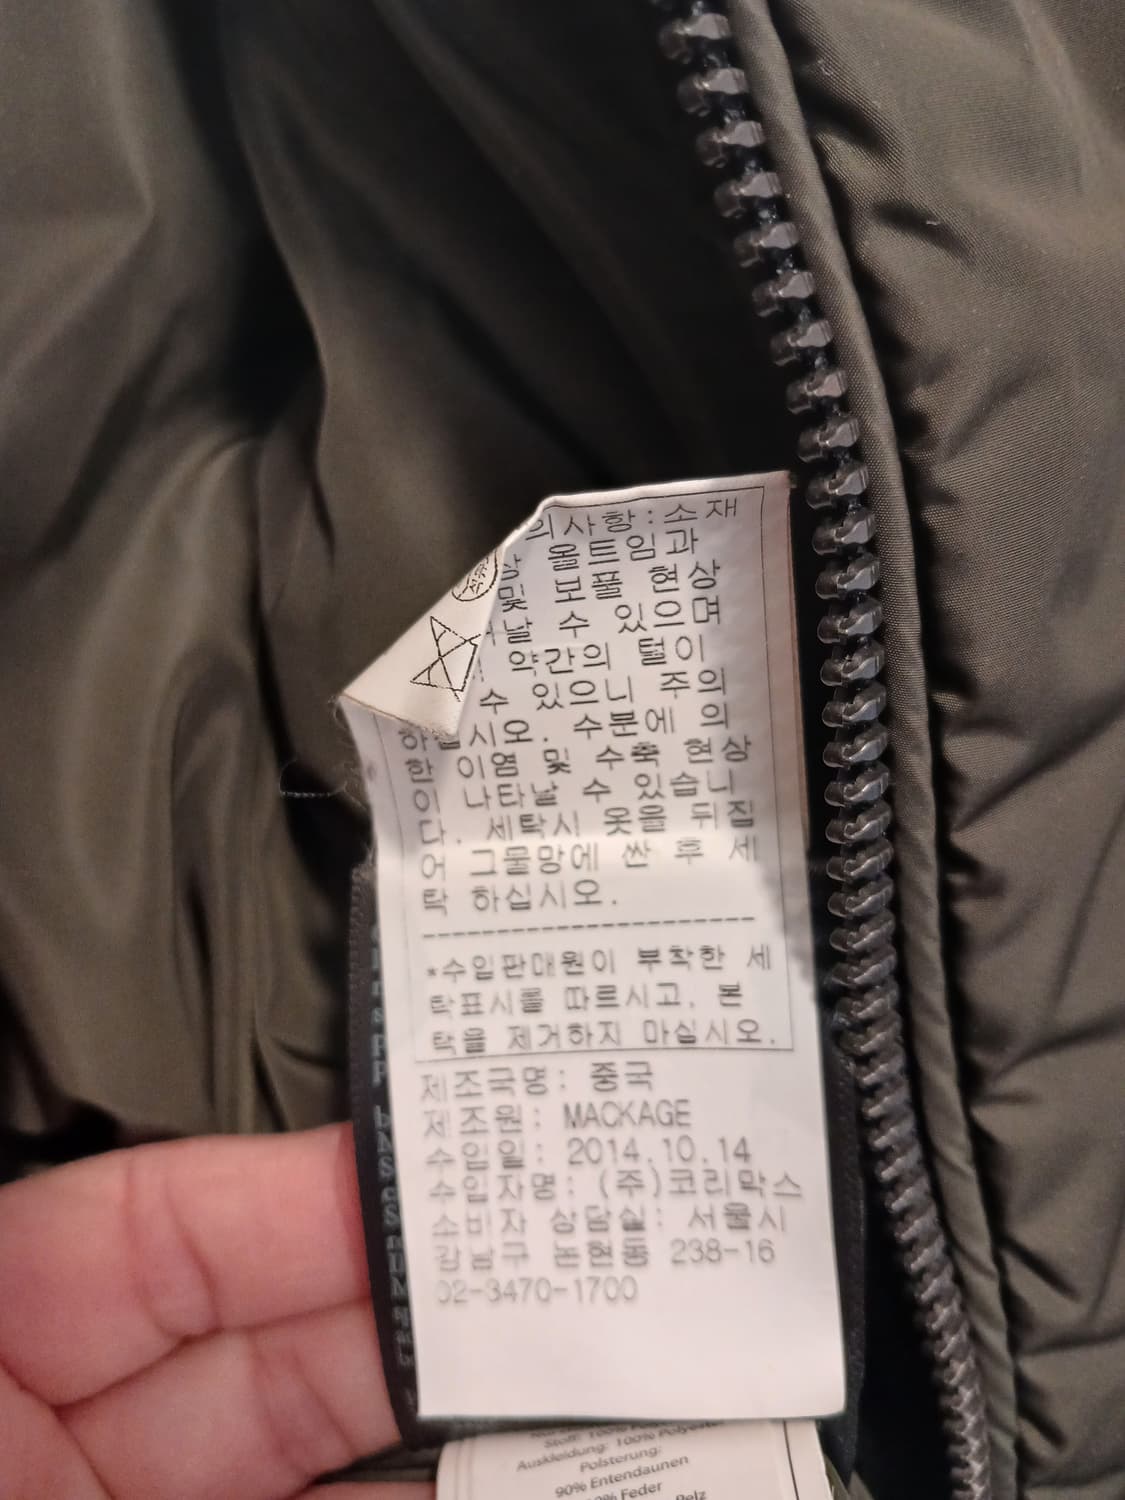 의사항:소재
상 올트임과
및 보풀 현상
날 수 있으며
약간의 털이
수 있으니 주의
하십시오. 수분에 의
한 이염 및 수축 현상
이 나타날 수 있습니
다. 세탁시 옷을 뒤집
어 그물망에 싼 후 세
탁 하십시오.
*수입판매원이 부착한 세
탁표시를 따르시고, 본
택을 제거하지 마십시오.
제조국명: 중국
제조원: MACKAGE
수입일: 2014.10.14
수입자명: (주)코리막스
소비자 상담실: 서울시
강남구 논현동 238-16
02-3470-1700
Stoff: 100%
Auskleidung: 100% Polyester
Polsterung:
90% Entendaunen
Feder
Pelz